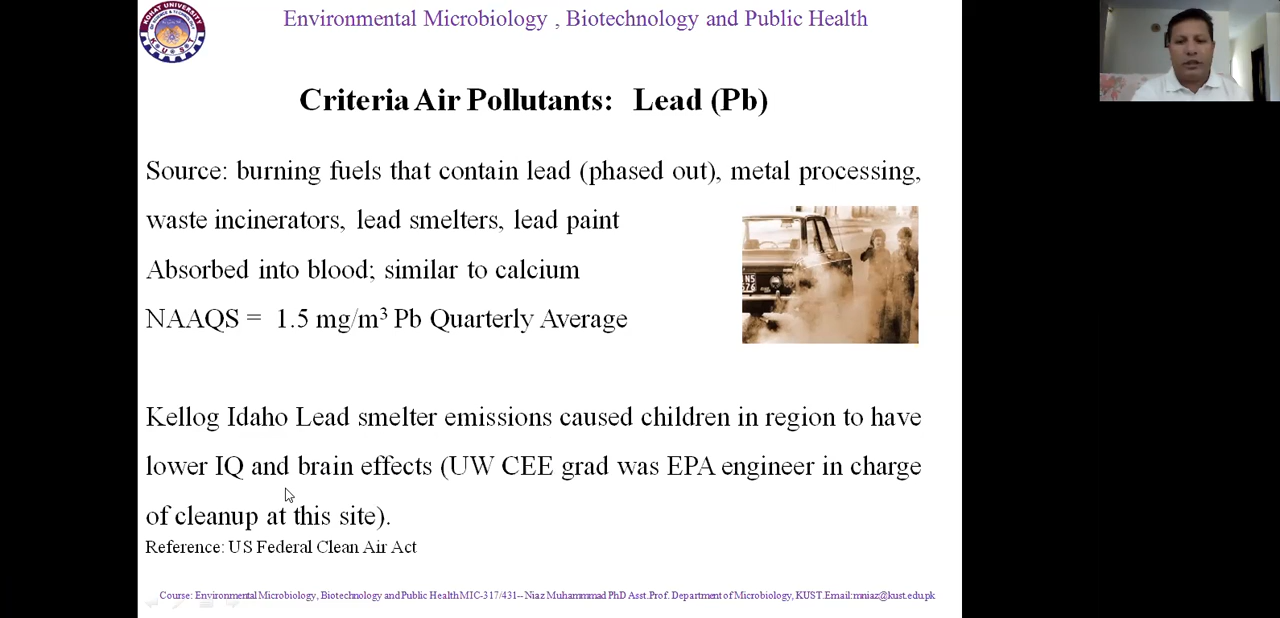 Environmental Microbiology , Biotechnology and Public Health
KOHAT UNIVERSITY
Criteria Air Pollutants: Lead (Pb)
Source: burning fuels that contain lead (phased out), metal processing,
waste incinerators, lead smelters, lead paint
Absorbed into blood; similar to calcium
NAAQS = 1.5 mg/m³ Pb Quarterly Average
Kellog Idaho Lead smelter emissions caused children in region to have
lower IQ and brain effects (UW CEE grad was EPA engineer in charge
of cleanup at this site).
Reference: US Federal Clean Air Act
Course: Environmental Microbiology, Biotechnology and Public Health MIC-317/431-- Niaz Muhammmad PhD Asst.Prof. Department of Microbiology, KUST.Email:mniaz@kust.edu.pk